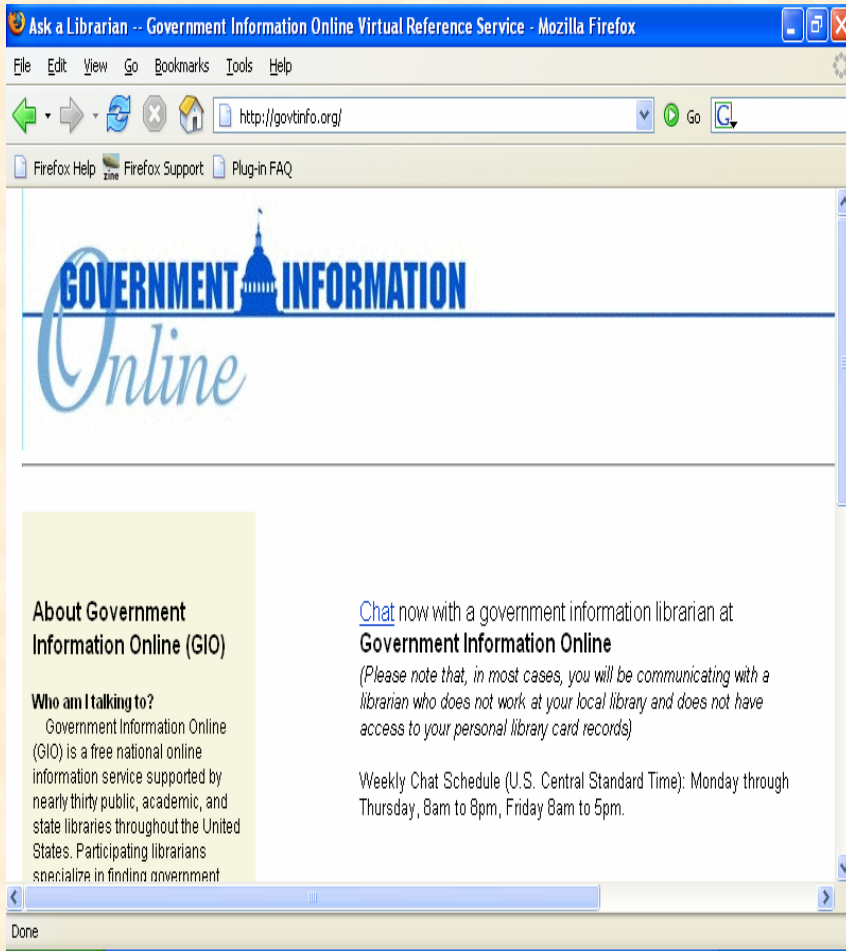 Ask a Librarian -- Government Information Online Virtual Reference Service - Mozilla Firefox
File Edit View Go Bookmarks Tools Help
http://govtinfo.org/ Go G
Firefox Help zine Firefox Support Plug-in FAQ
GOVERNMENT INFORMATION
Online
About Government
Information Online (GIO)
Who am I talking to?
Government Information Online
(GIO) is a free national online
information service supported by
nearly thirty public, academic, and
state libraries throughout the United
States. Participating librarians
specialize in finding government
Chat now with a government information librarian at
Government Information Online
(Please note that, in most cases, you will be communicating with a
librarian who does not work at your local library and does not have
access to your personal library card records)
Weekly Chat Schedule (U.S. Central Standard Time): Monday through
Thursday, 8am to 8pm, Friday 8am to 5pm.
Done